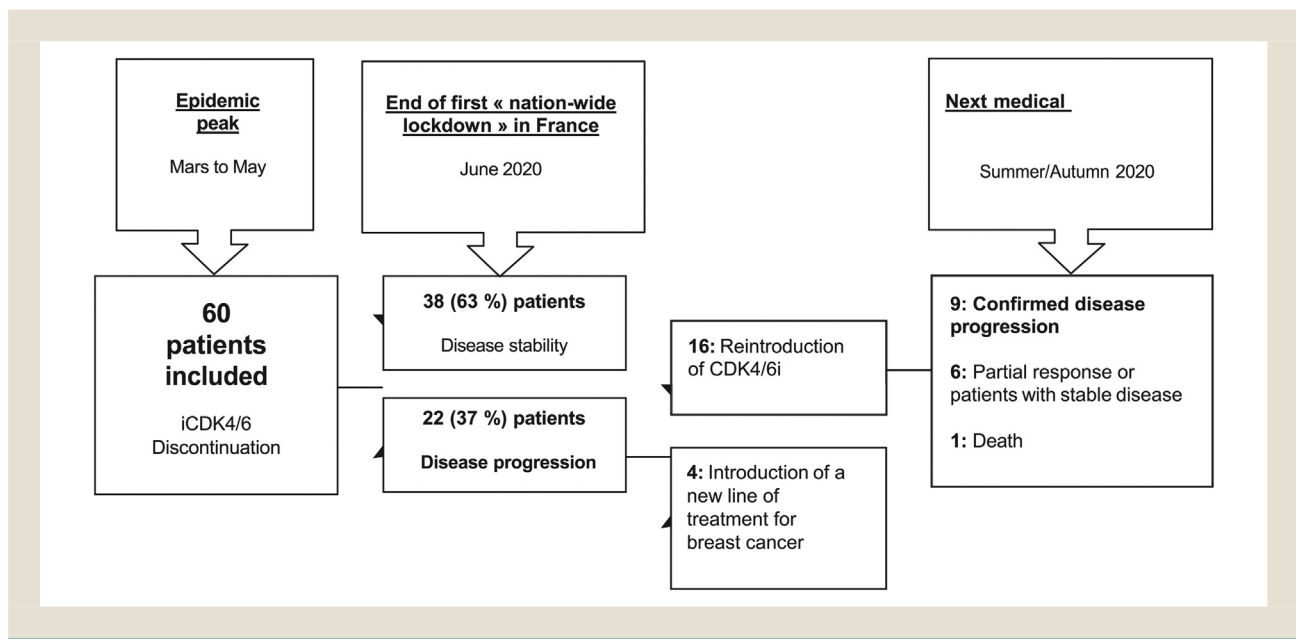 Epidemic
peak
Mars to May
End of first « nation-wide
lockdown » in France
June 2020
Next medical
Summer/Autumn 2020
60
patients
included
iCDK4/6
Discontinuation
38 (63 %) patients
Disease stability
22 (37 %) patients
Disease progression
16: Reintroduction
of CDK4/6i
4: Introduction of a
new line of
treatment for
breast cancer
9: Confirmed disease
progression
6: Partial response or
patients with stable disease
1: Death